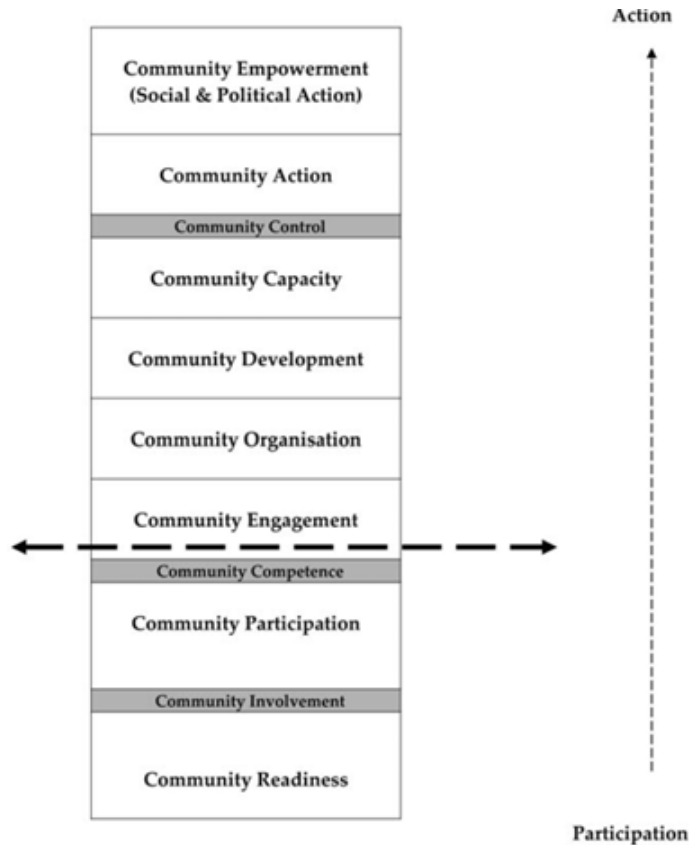 Action
Community Empowerment
(Social & Political Action)
Community Action
Community Control
Community Capacity
Community Development
Community Organisation
Community Engagement
Community Competence
Community Participation
Community Involvement
Community Readiness
Participation